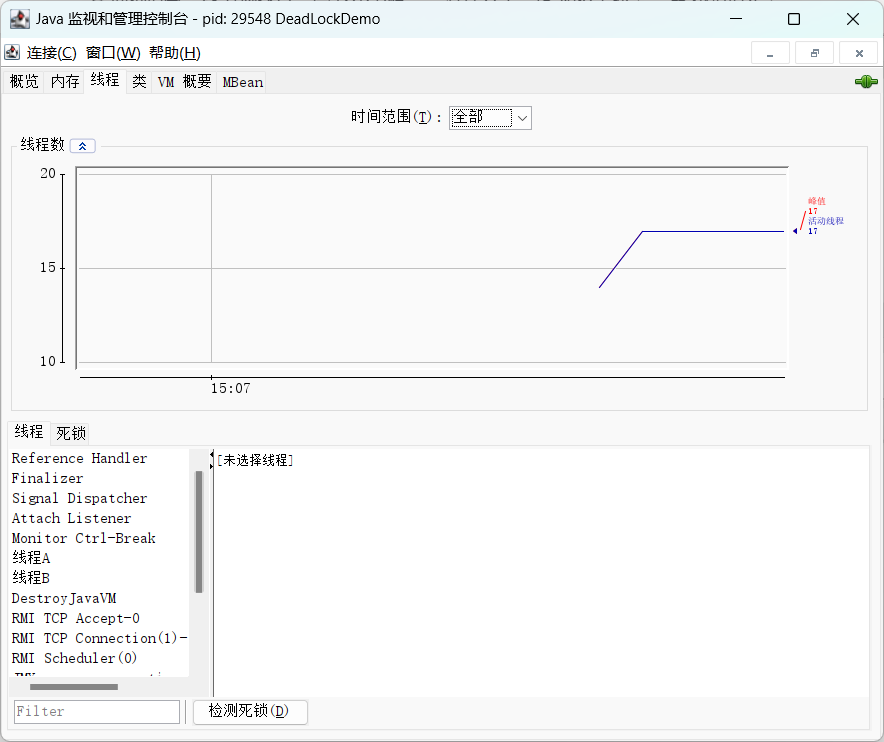 Java 监视和管理控制台 - pid: 29548 DeadLockDemo
连接(C) 窗口(W) 帮助(H)
概览 内存 线程 类 VM 概要 MBean
时间范围(T): 全部
线程数
20
15
10
峰值
17
活动线程
17
15:07
线程 死锁
Reference Handler
Finalizer
Signal Dispatcher
Attach Listener
Monitor Ctrl-Break
线程A
线程B
DestroyJavaVM
RMI TCP Accept-0
RMI TCP Connection(1)-
RMI Scheduler(0)
[未选择线程]
Filter
检测死锁(D)